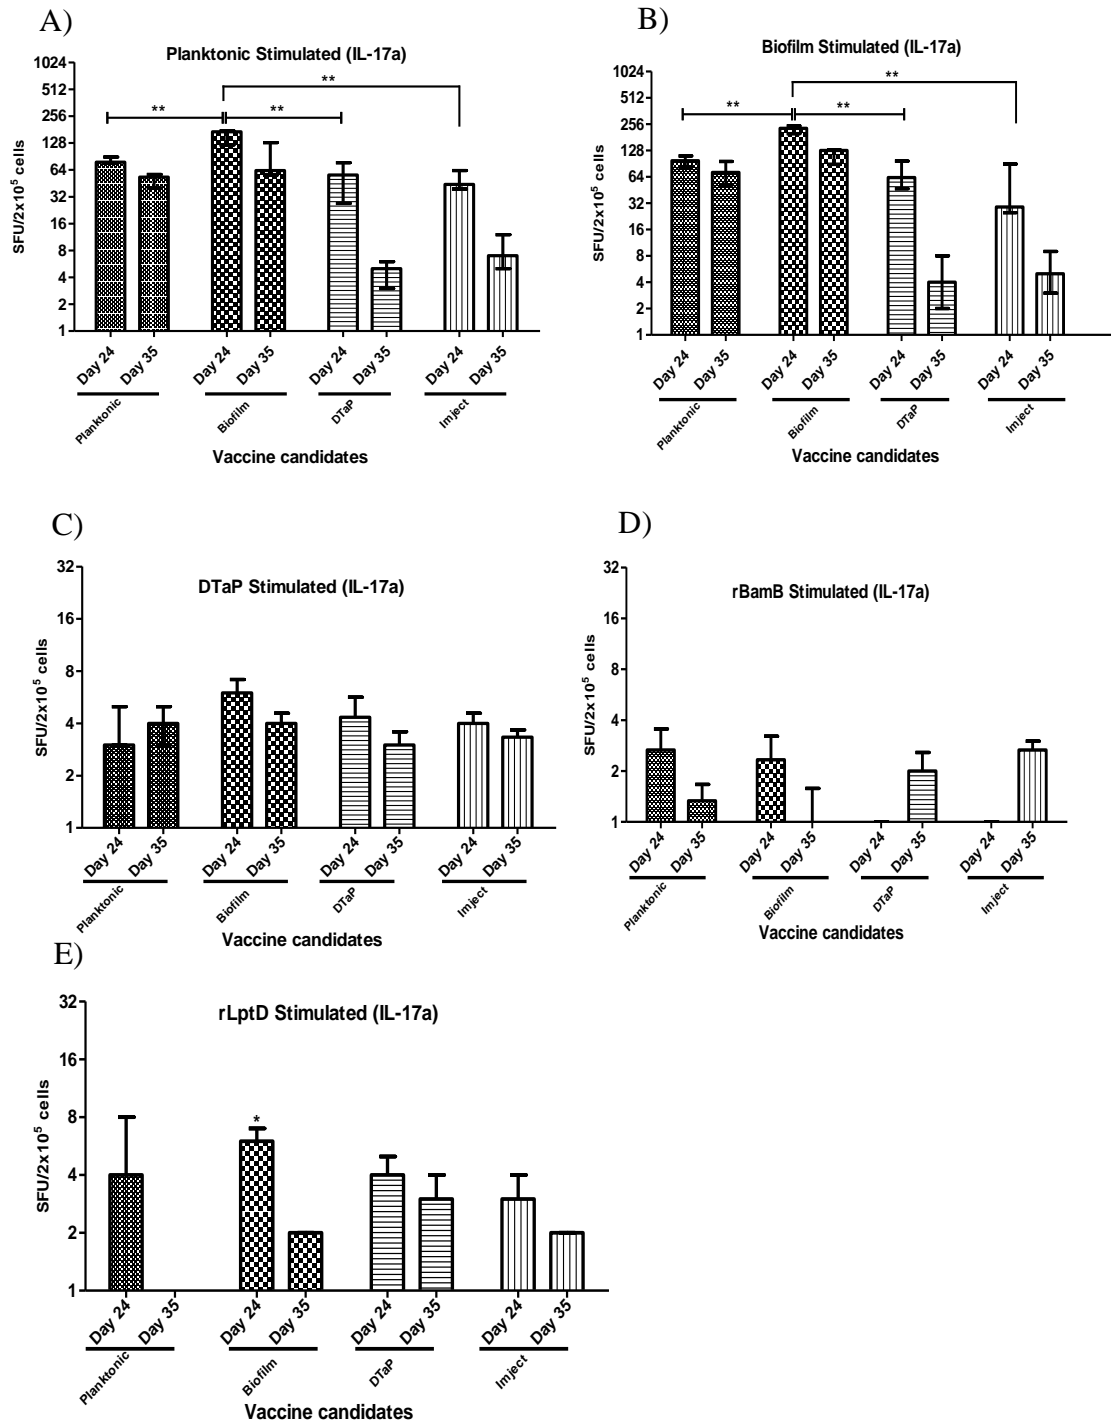 A)
Planktonic Stimulated (IL-17a)
1024
512
256
128
64
32
16
8
4
2
1
SFU/2x10⁵ cells
**
**
**
Day 24
Day 35
Day 24
Day 35
Day 24
Day 35
Day 24
Day 35
Planktonic
Biofilm
DTaP
Imject
Vaccine candidates
B)
Biofilm Stimulated (IL-17a)
1024
512
256
128
64
32
16
8
4
2
1
SFU/2x10⁵ cells
**
**
**
Day 24
Day 35
Day 24
Day 35
Day 24
Day 35
Day 24
Day 35
Planktonic
Biofilm
DTaP
Imject
Vaccine candidates
C)
DTaP Stimulated (IL-17a)
32
16
8
4
2
1
SFU/2x10⁵ cells
Day 24
Day 35
Day 24
Day 35
Day 24
Day 35
Day 24
Day 35
Planktonic
Biofilm
DTaP
Imject
Vaccine candidates
D)
rBamB Stimulated (IL-17a)
32
16
8
4
2
1
SFU/2x10⁵ cells
Day 24
Day 35
Day 24
Day 35
Day 24
Day 35
Day 24
Day 35
Planktonic
Biofilm
DTaP
Imject
Vaccine candidates
E)
rLptD Stimulated (IL-17a)
32
16
8
4
2
1
SFU/2x10⁵ cells
*
Day 24
Day 35
Day 24
Day 35
Day 24
Day 35
Day 24
Day 35
Planktonic
Biofilm
DTaP
Imject
Vaccine candidates